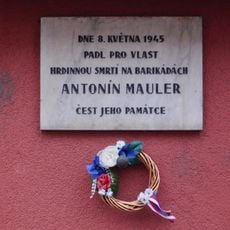 DNE 8. KVĚTNA 1945
PADL PRO VLAST
HRDINNOU SMRTÍ NA BARIKÁDÁCH
ANTONÍN MAULER
ČEST JEHO PAMÁTCE